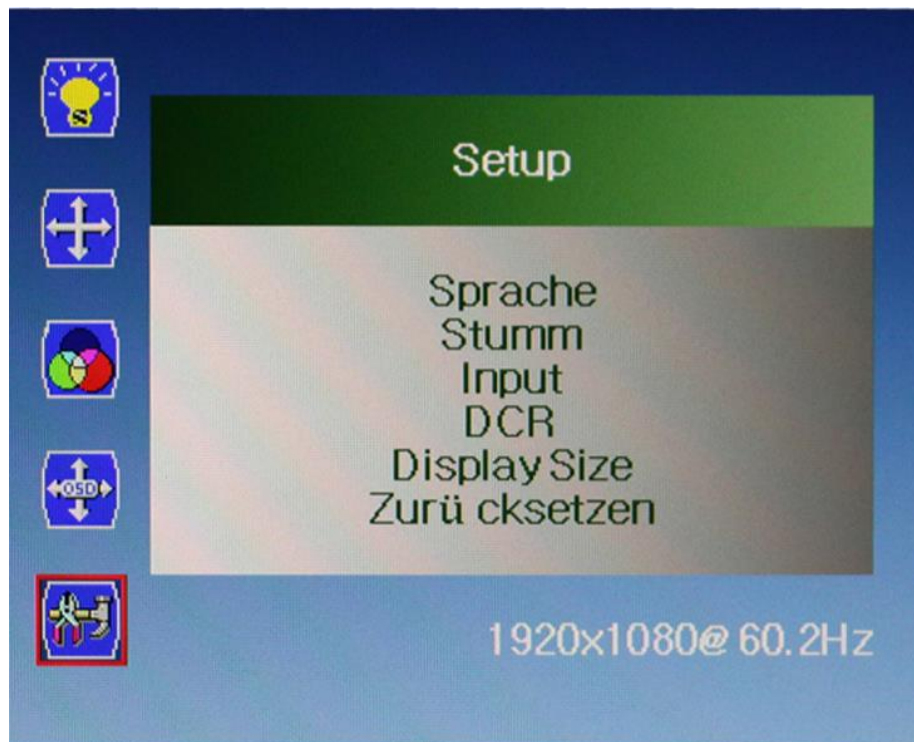 Setup
Sprache
Stumm
Input
DCR
Display Size
Zurü cksetzen
OSD
1920x1080@ 60.2Hz